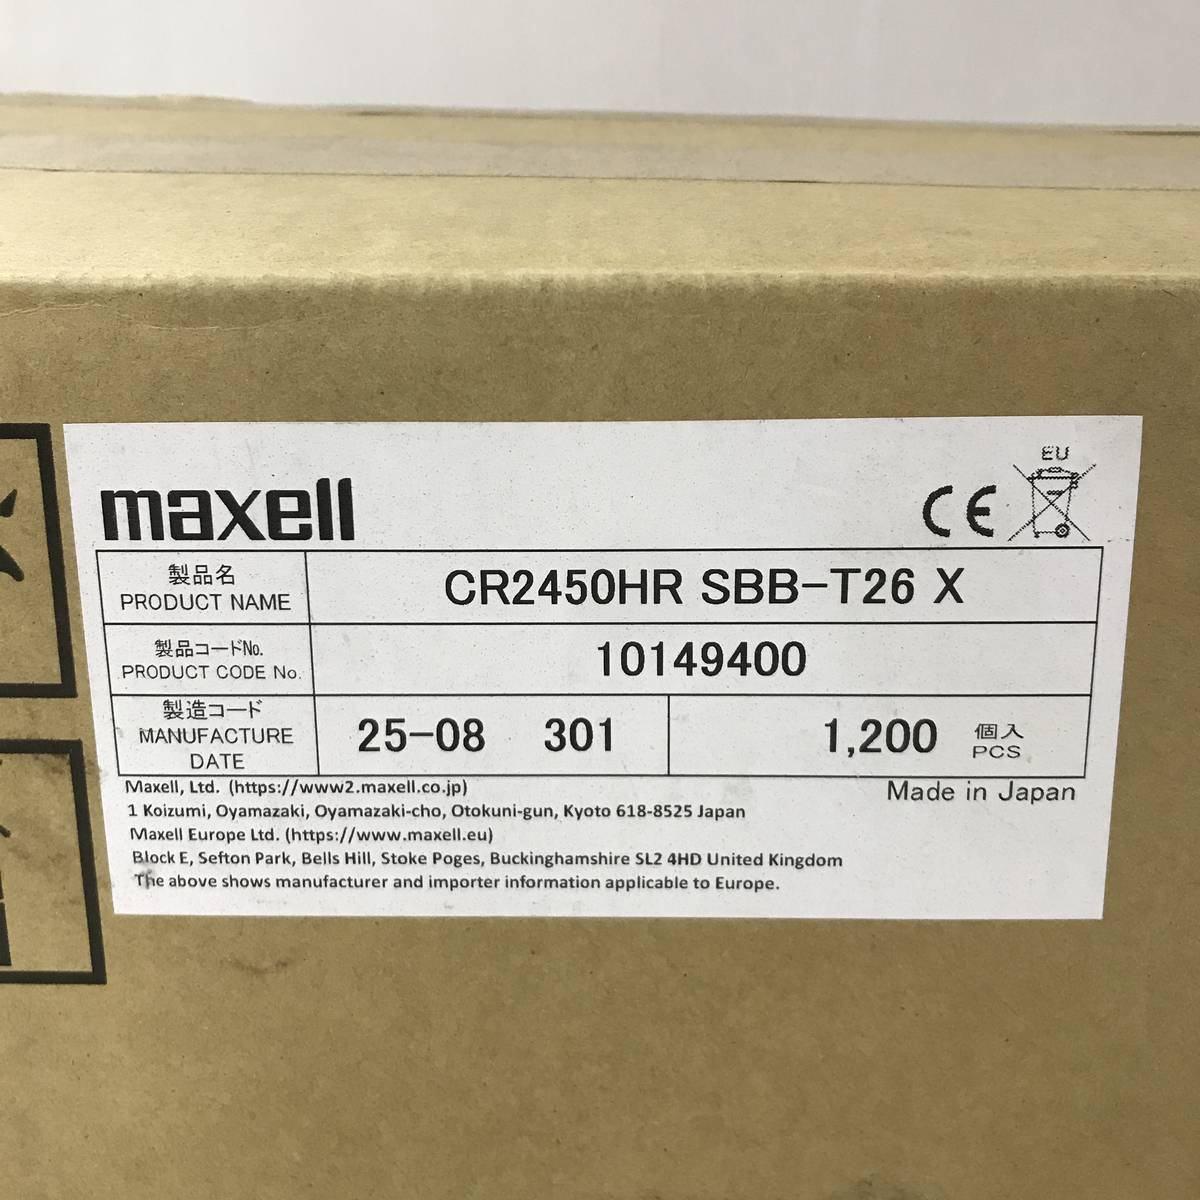 maxell
EU
CE
製品名
PRODUCT NAME
CR2450HR SBB-T26 X
製品コードNo.
PRODUCT CODE No.
10149400
製造コード
MANUFACTURE
DATE
25-08 301
1,200 個入
PCS
Maxell, Ltd. (https://www2.maxell.co.jp)
Made in Japan
1 Koizumi, Oyamazaki, Oyamazaki-cho, Otokuni-gun, Kyoto 618-8525 Japan
Maxell Europe Ltd. (https://www.maxell.eu)
Block E, Sefton Park, Bells Hill, Stoke Poges, Buckinghamshire SL2 4HD United Kingdom
The above shows manufacturer and importer information applicable to Europe.